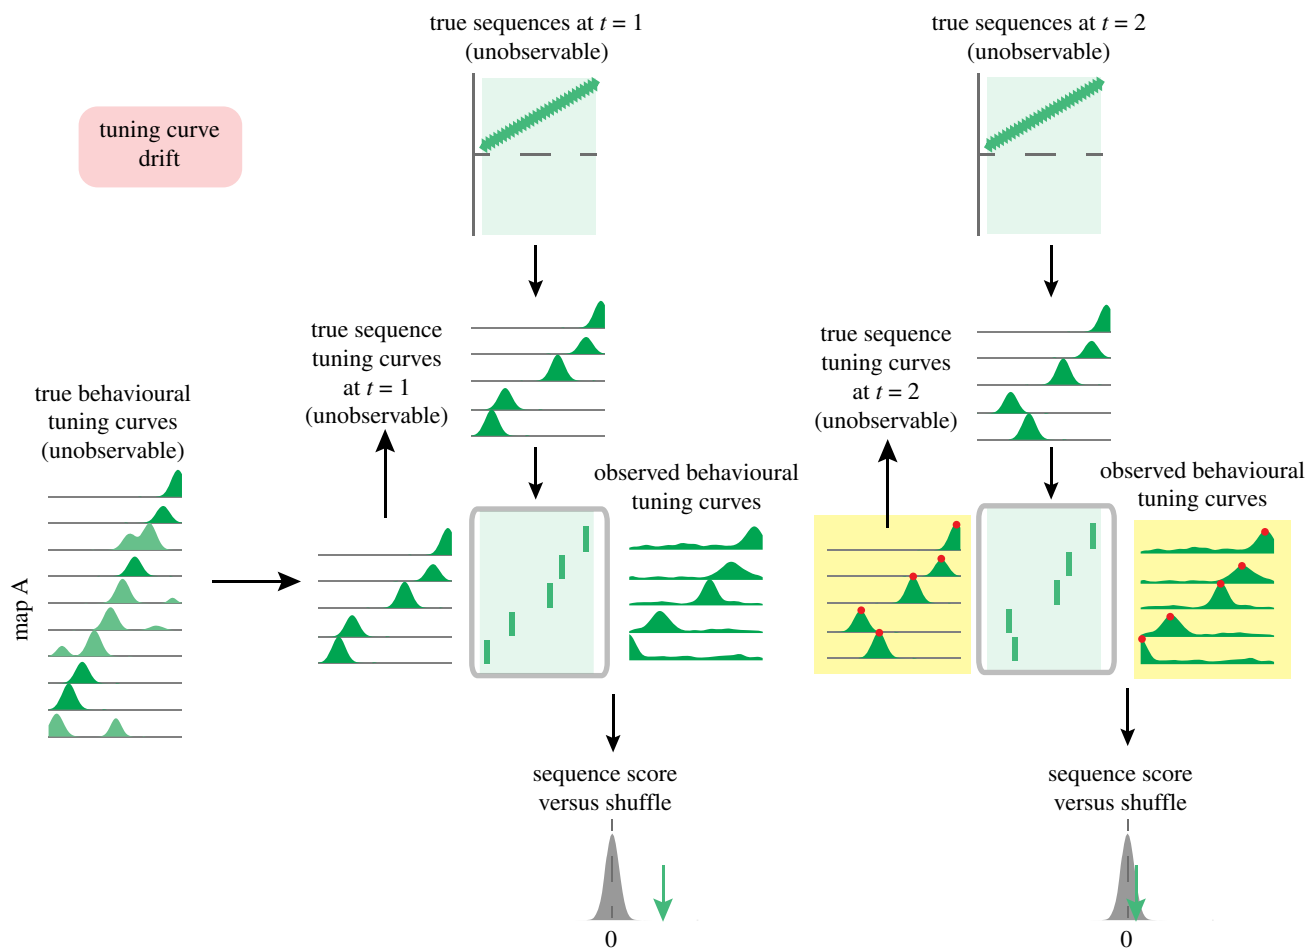 true sequences at t = 1
(unobservable)
true sequences at t = 2
(unobservable)
tuning curve
drift
true sequence
tuning curves
at t = 1
(unobservable)
true sequence
tuning curves
at t = 2
(unobservable)
true behavioural
tuning curves
(unobservable)
observed behavioural
tuning curves
observed behavioural
tuning curves
map A
sequence score
versus shuffle
sequence score
versus shuffle
0
0